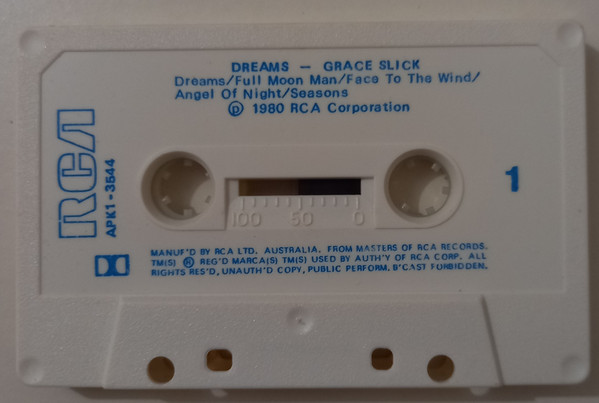 DREAMS — GRACE SLICK
Dreams/Full Moon Man/Face To The Wind/
Angel Of Night/Seasons
℗ 1980 RCA Corporation
RCA
APK1-3544
1
100 50 0
MANUF'D BY RCA LTD. AUSTRALIA. FROM MASTERS OF RCA RECORDS.
TM(S) ® REG'D MARCA(S) TM(S) USED BY AUTH'Y OF RCA CORP. ALL
RIGHTS RES'D, UNAUTH'D COPY, PUBLIC PERFORM, B'CAST FORBIDDEN.